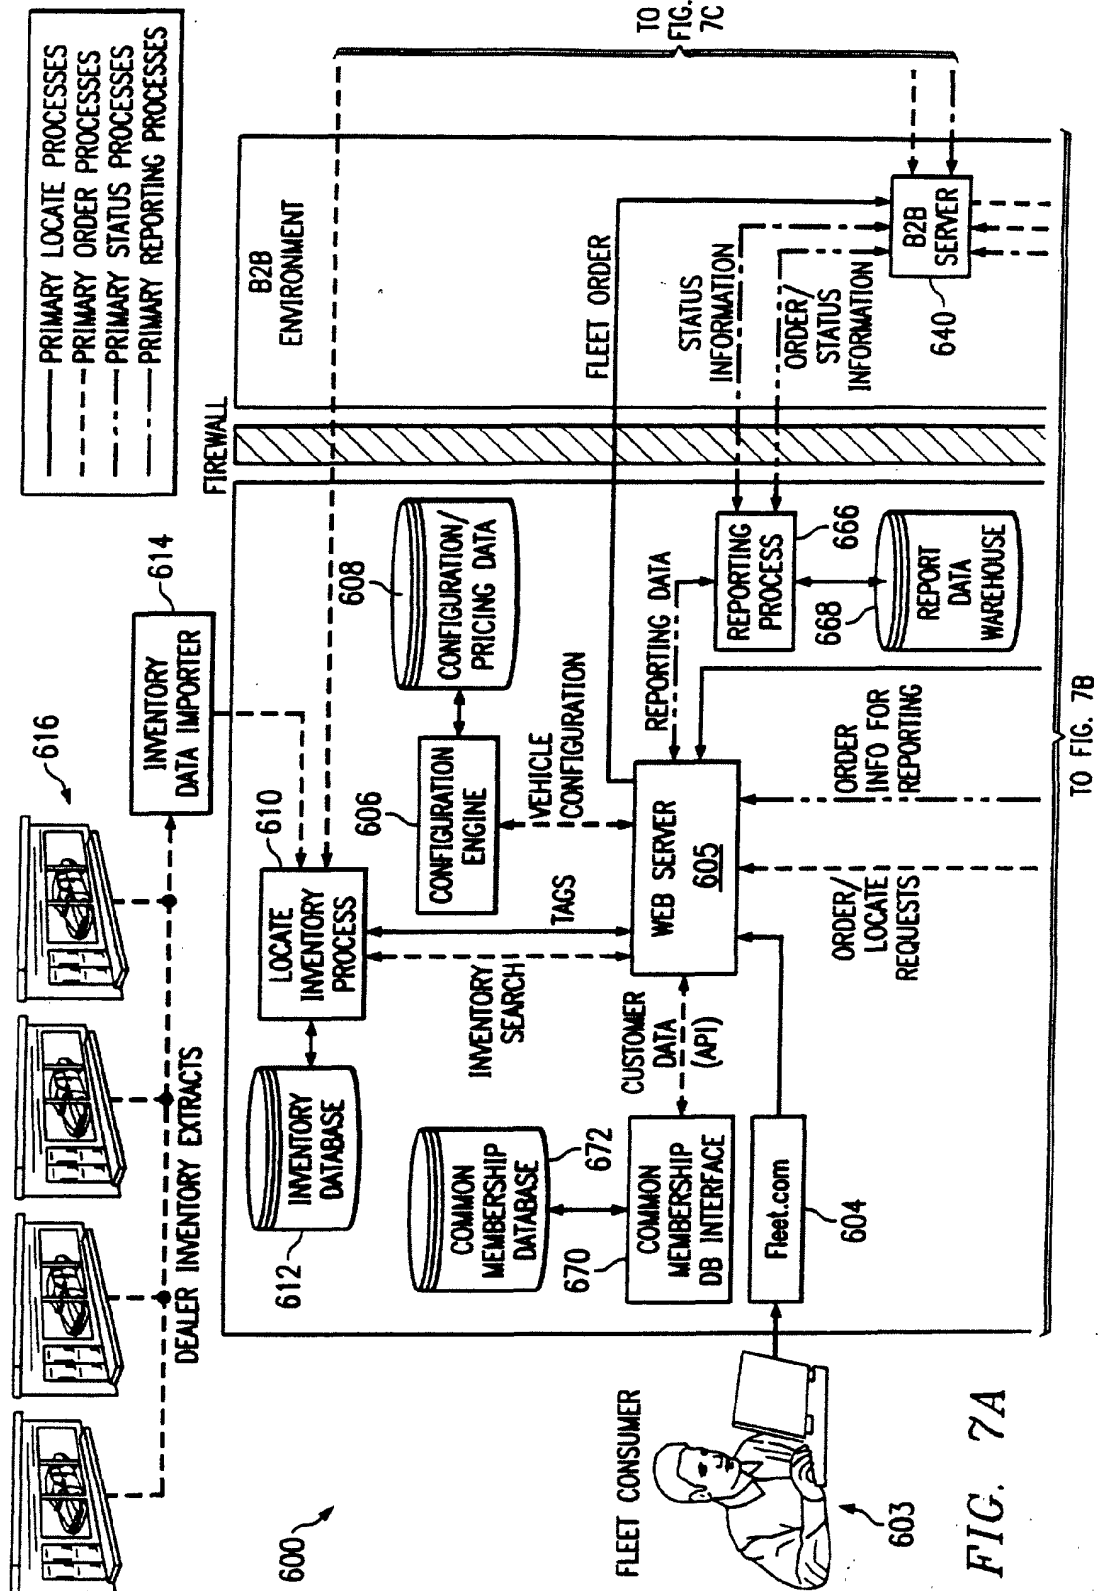 PRIMARY LOCATE PROCESSES
PRIMARY ORDER PROCESSES
PRIMARY STATUS PROCESSES
PRIMARY REPORTING PROCESSES
616
614
INVENTORY
DATA IMPORTER
DEALER INVENTORY EXTRACTS
600
FIREWALL
B2B
ENVIRONMENT
TO
FIG.
7C
610
LOCATE
INVENTORY
PROCESS
INVENTORY
DATABASE
612
608
CONFIGURATION/
PRICING DATA
606
CONFIGURATION
ENGINE
VEHICLE
CONFIGURATION
TAGS
INVENTORY
SEARCH
COMMON
MEMBERSHIP
DATABASE
672
670
COMMON
MEMBERSHIP
DB INTERFACE
CUSTOMER
DATA
(API)
WEB SERVER
605
FLEET ORDER
REPORTING DATA
STATUS
INFORMATION
ORDER/
STATUS
INFORMATION
REPORTING
PROCESS
666
668
REPORT
DATA
WAREHOUSE
B2B
SERVER
640
FLEET CONSUMER
603
Fleet.com
604
ORDER/
LOCATE
REQUESTS
ORDER
INFO FOR
REPORTING
TO FIG. 7B
FIG. 7A